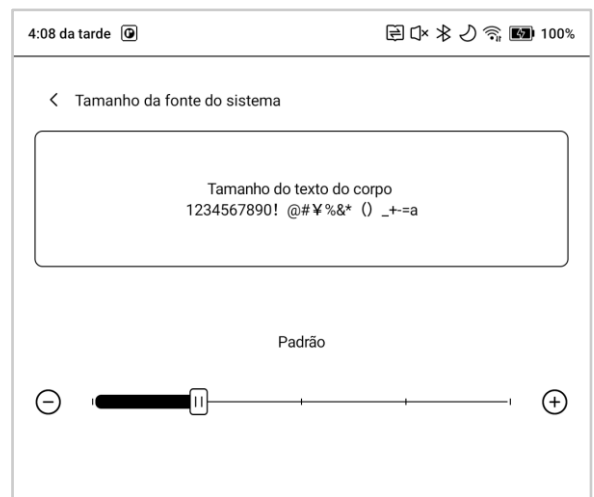 4:08 da tarde 100%
Tamanho da fonte do sistema
Tamanho do texto do corpo
1234567890! @#¥%&* () _+-=a
Padrão